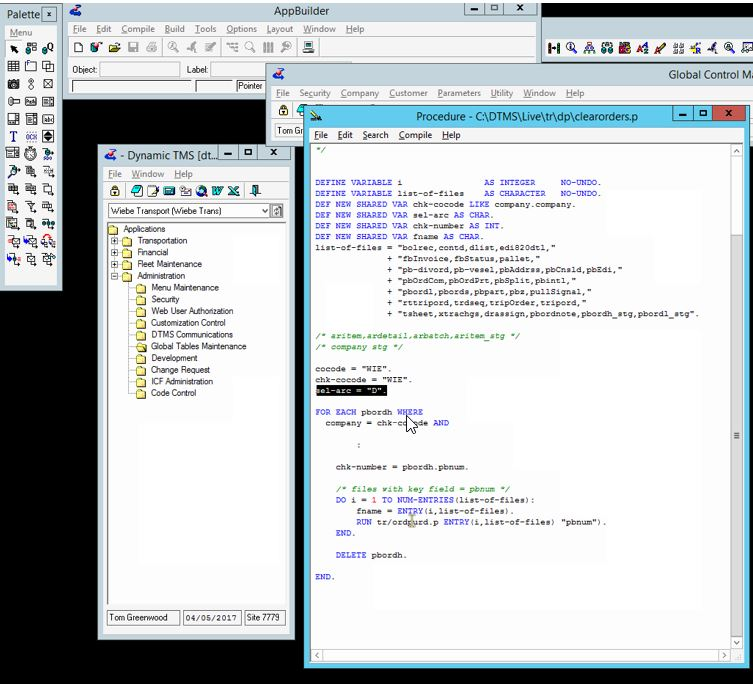 Palette
Menu
AppBuilder
File Edit Compile Build Tools Options Layout Window Help
Object: Label:
Pointer
Global Control Ma
File Security Company Customer Parameters Utility Window Help
Tom G
Procedure - C:\DTMS\Live\tr\dp\clearorders.p
File Edit Search Compile Help
*/
DEFINE VARIABLE i AS INTEGER NO-UNDO.
DEFINE VARIABLE list-of-files AS CHARACTER NO-UNDO.
DEF NEW SHARED VAR chk-cocode LIKE company.company.
DEF NEW SHARED VAR sel-arc AS CHAR.
DEF NEW SHARED VAR chk-number AS INT.
DEF NEW SHARED VAR fname AS CHAR.
list-of-files = "bolrec,contd,dlist,edi820dtl,"
+ "fbInvoice,fbStatus,pallet,"
+ "pb-divord,pb-vesel,pbAddrs,pbCnsld,pbEdi,"
+ "pbOrdCom,pbOrdPrt,pbSplit,pbintl,"
+ "pbordl,pbords,pbpart,pbz,pullSignal,"
+ "rttripord,trdseq,tripOrder,tripord,"
+ "tsheet,xtrachgs,drassign,pbordnote,pbordh_stg,pbordl_stg".
/* aritem,ardetail,arbatch,aritem_stg */
/* company stg */
cocode = "WIE".
chk-cocode = "WIE".
sel-arc = "D".
FOR EACH pbordh WHERE
company = chk-cocode AND
:
chk-number = pbordh.pbnum.
/* files with key field = pbnum */
DO i = 1 TO NUM-ENTRIES(list-of-files):
fname = ENTRY(i,list-of-files).
RUN tr/ordpurd.p ENTRY(i,list-of-files) "pbnum").
END.
DELETE pbordh.
END.
- Dynamic TMS [dt...
File Window Help
Wiebe Transport (Wiebe Trans)
Applications
Transportation
Financial
Fleet Maintenance
Administration
Menu Maintenance
Security
Web User Authorization
Customization Control
DTMS Communications
Global Tables Maintenance
Development
Change Request
ICF Administration
Code Control
Tom Greenwood 04/05/2017 Site 7779